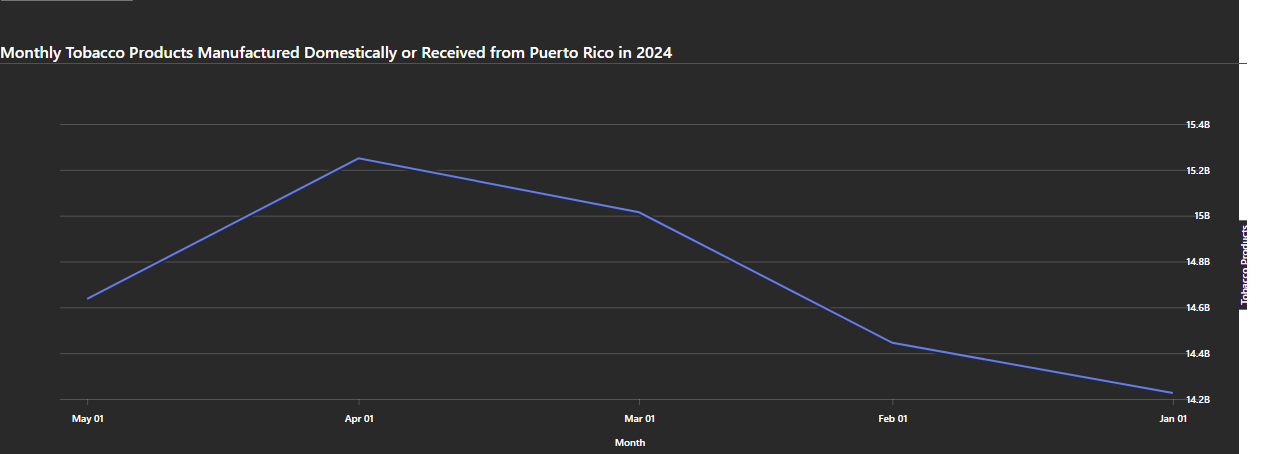 Monthly Tobacco Products Manufactured Domestically or Received from Puerto Rico in 2024
15.4B
15.2B
15B
14.8B
14.6B
14.4B
14.2B
Tobacco Products
May 01 Apr 01 Mar 01 Feb 01 Jan 01
Month